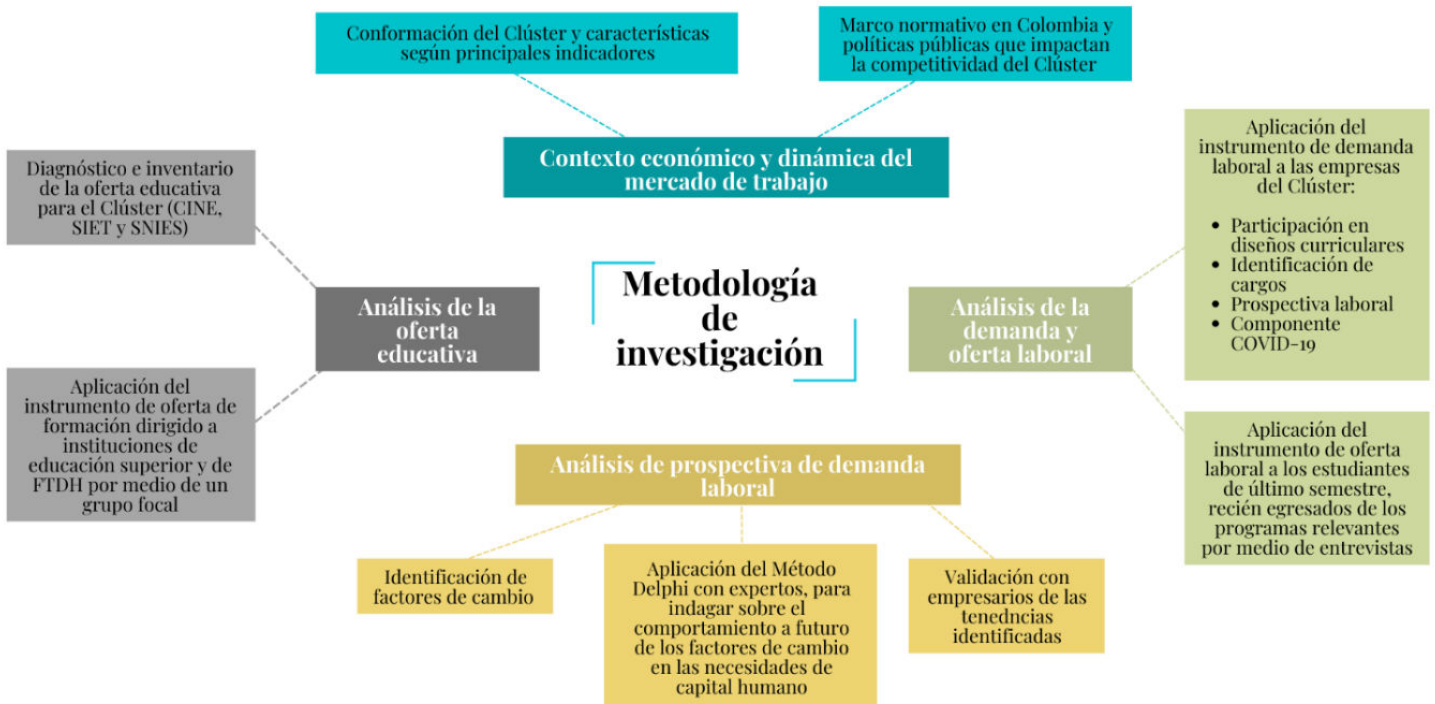 Conformación del Clúster y características
según principales indicadores
Marco normativo en Colombia y
políticas públicas que impactan
la competitividad del Clúster
Contexto económico y dinámica del
mercado de trabajo
Diagnóstico e inventario
de la oferta educativa
para el Clúster (CINE,
SIET y SNIES)
Análisis de la
oferta
educativa
Aplicación del
instrumento de oferta de
formación dirigido a
instituciones de
educación superior y de
FTDH por medio de un
grupo focal
Metodología
de
investigación
Análisis de la
demanda y
oferta laboral
Aplicación del
instrumento de demanda
laboral a las empresas
del Clúster:
• Participación en
diseños curriculares
• Identificación de
cargos
• Prospectiva laboral
• Componente
COVID-19
Aplicación del
instrumento de oferta
laboral a los estudiantes
de último semestre,
recién egresados de los
programas relevantes
por medio de entrevistas
Análisis de prospectiva de demanda
laboral
Identificación de
factores de cambio
Aplicación del Método
Delphi con expertos, para
indagar sobre el
comportamiento a futuro
de los factores de cambio
en las necesidades de
capital humano
Validación con
empresarios de las
tenedncias
identificadas